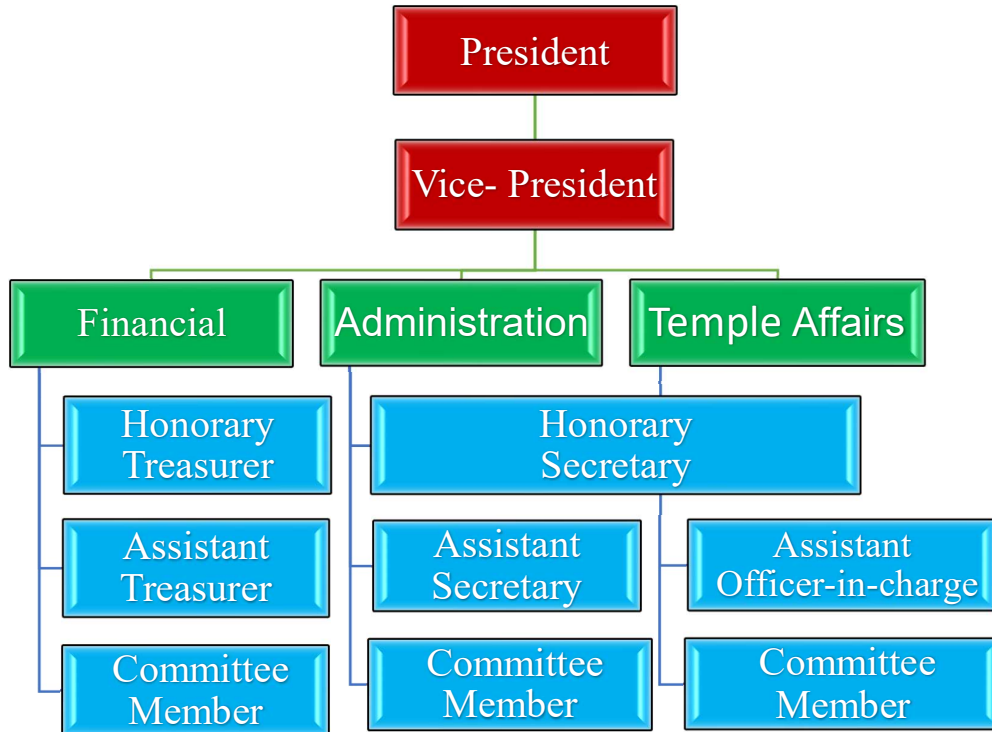 President
Vice- President
Financial
Administration
Temple Affairs
Honorary
Treasurer
Honorary
Secretary
Assistant
Treasurer
Assistant
Secretary
Assistant
Officer-in-charge
Committee
Member
Committee
Member
Committee
Member